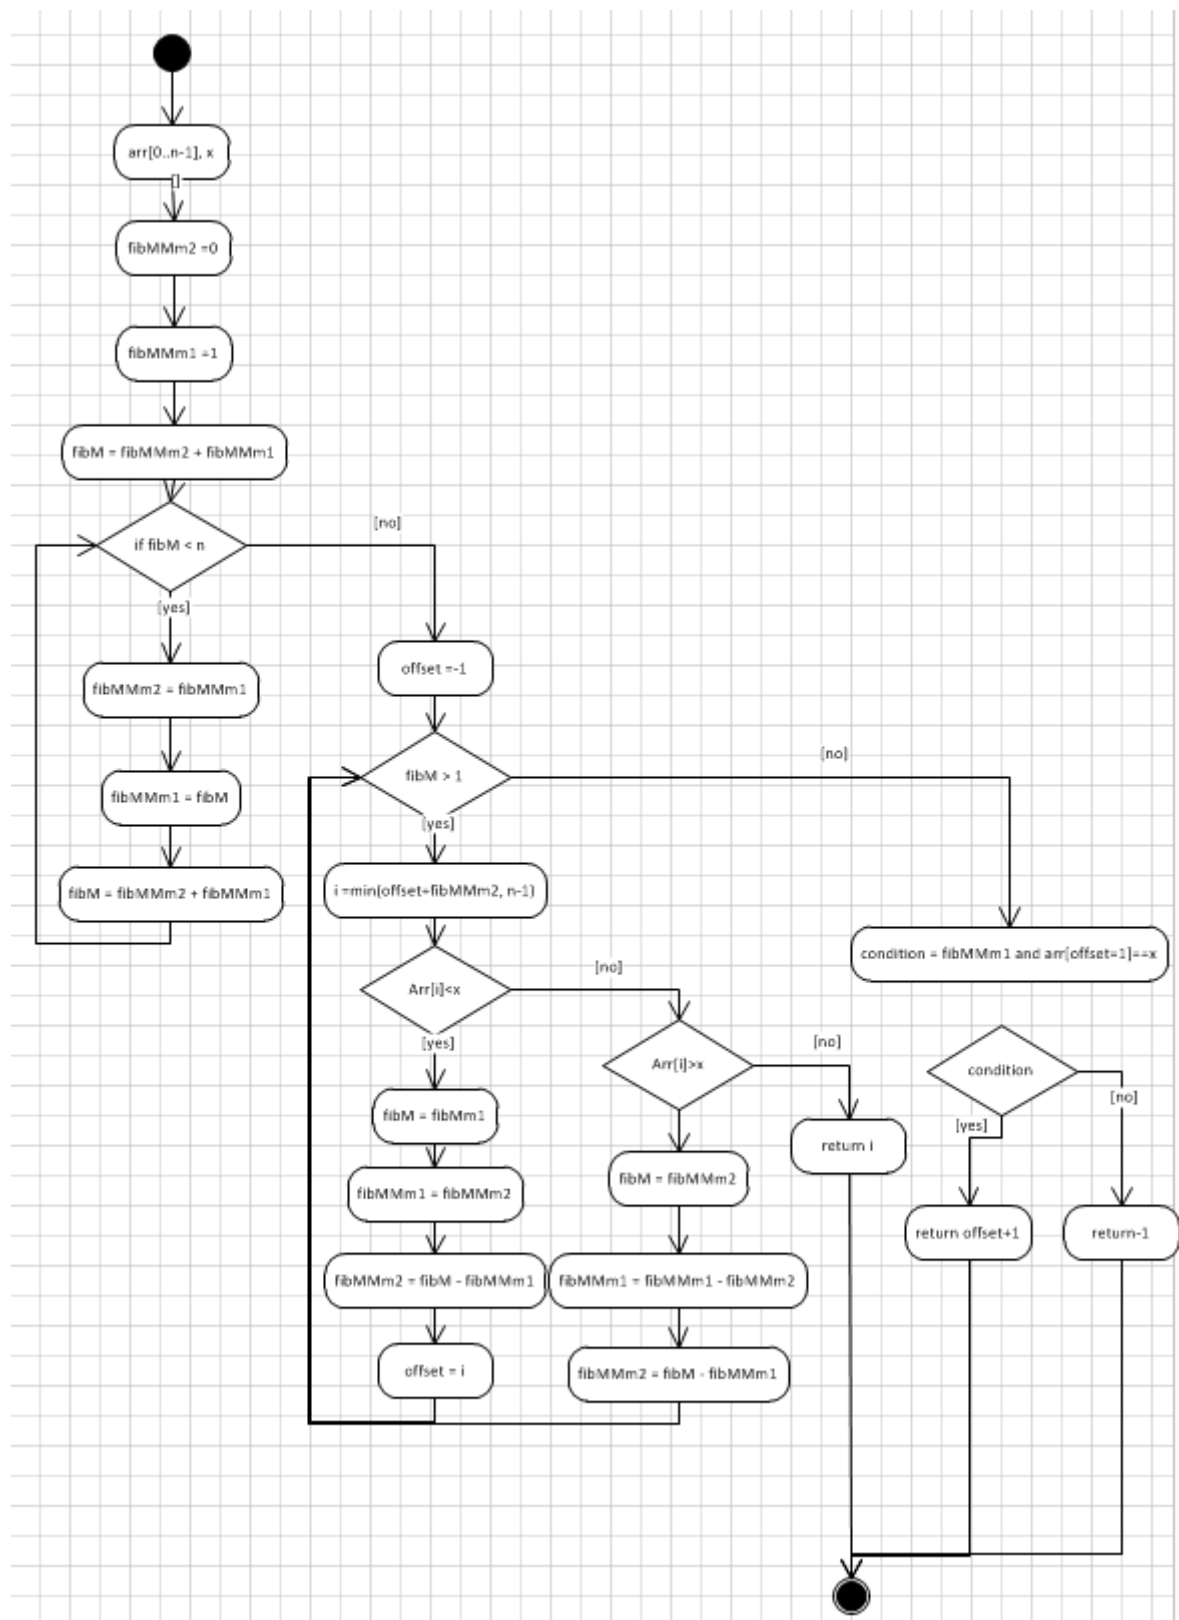 arr[0..n-1], x
[]
fibMMm2 =0
fibMMm1 =1
fibM = fibMMm2 + fibMMm1
if fibM < n
[no]
[yes]
fibMMm2 = fibMMm1
fibMMm1 = fibM
fibM = fibMMm2 + fibMMm1
offset =-1
fibM > 1
[no]
[yes]
i =min(offset+fibMMm2, n-1)
Arr[i]<x
[no]
[yes]
condition = fibMMm1 and arr[offset=1]==x
fibM = fibMm1
fibMMm1 = fibMMm2
fibMMm2 = fibM - fibMMm1
offset = i
Arr[i]>x
[no]
fibM = fibMMm2
fibMMm1 = fibMMm1 - fibMMm2
fibMMm2 = fibM - fibMMm1
return i
condition
[no]
[yes]
return offset+1
return-1